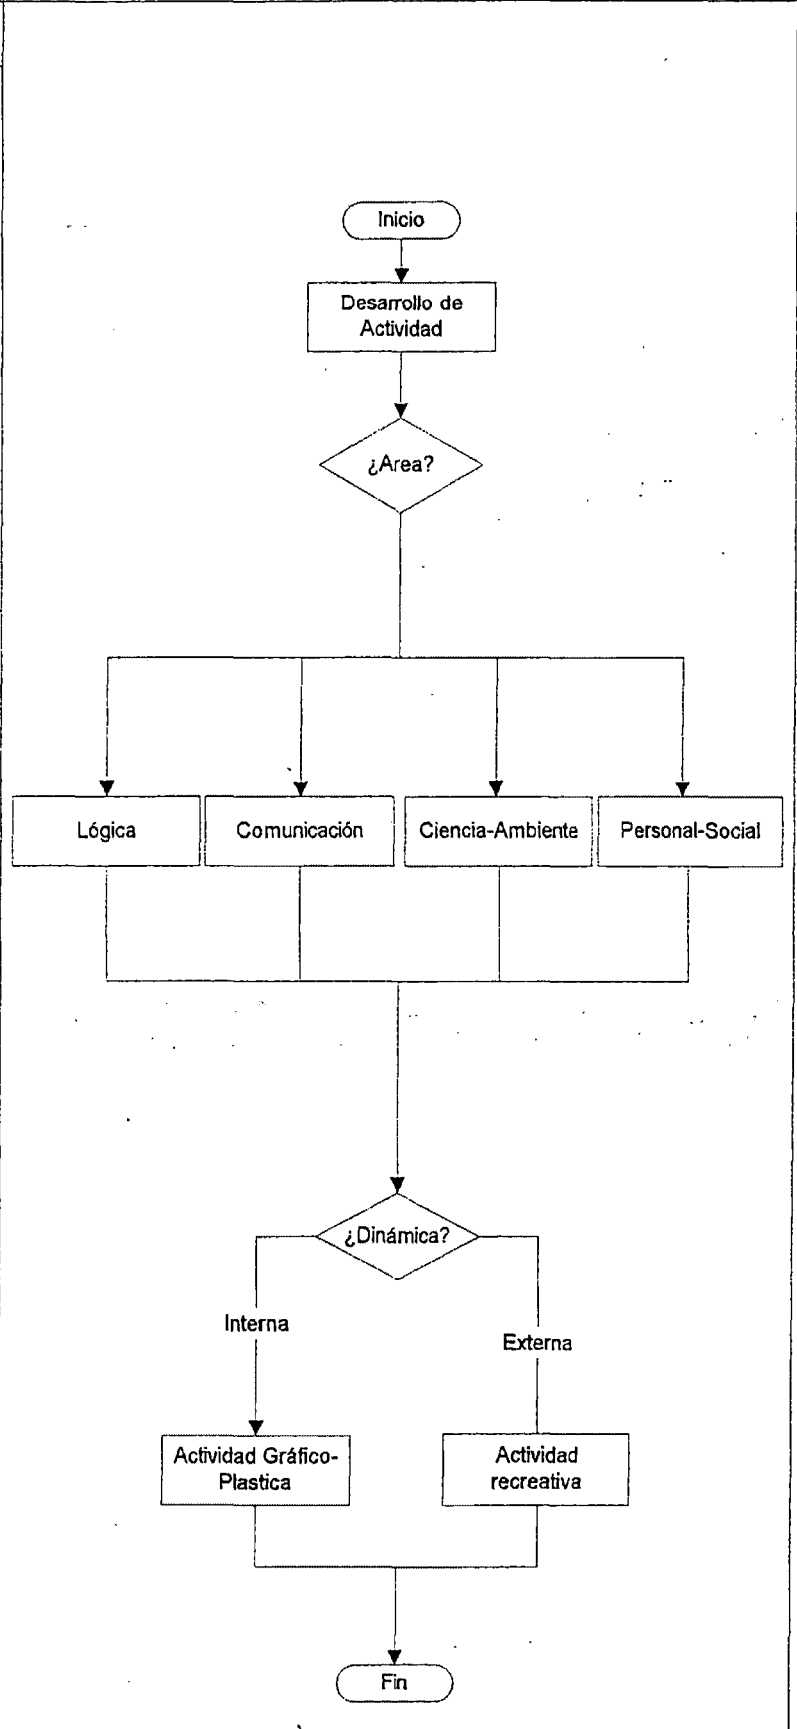 Inicio
Desarrollo de
Actividad
¿Area?
Lógica
Comunicación
Ciencia-Ambiente
Personal-Social
¿Dinámica?
Interna
Externa
Actividad Gráfico-
Plastica
Actividad
recreativa
Fin